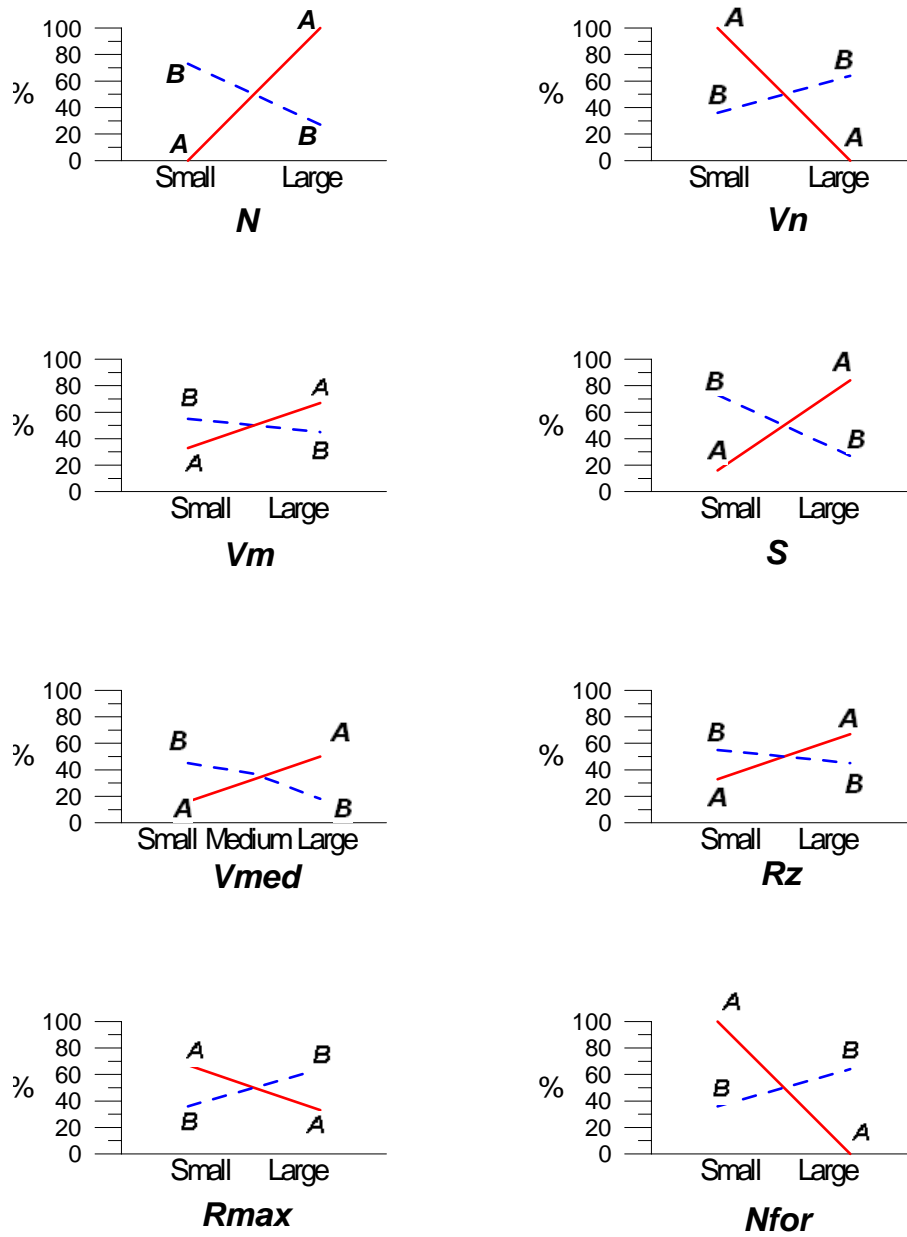 100 A
80
B
60
% 40
20 A B
0
Small Large
N
100 A
80 B
60
% 40 B
20 A
0
Small Large
Vn
100
80 B A
60
% 40
20 A B
0
Small Large
Vm
100 A
80 B
60
% 40 B
20 A
0
Small Large
S
100
80
60 B A
% 40
20 A B
0
Small Medium Large
Vmed
100
80 B A
60
% 40
20 A B
0
Small Large
Rz
100
80 A B
60
% 40
20 B A
0
Small Large
Rmax
100 A
80 B
60
% 40 B
20 A
0
Small Large
Nfor